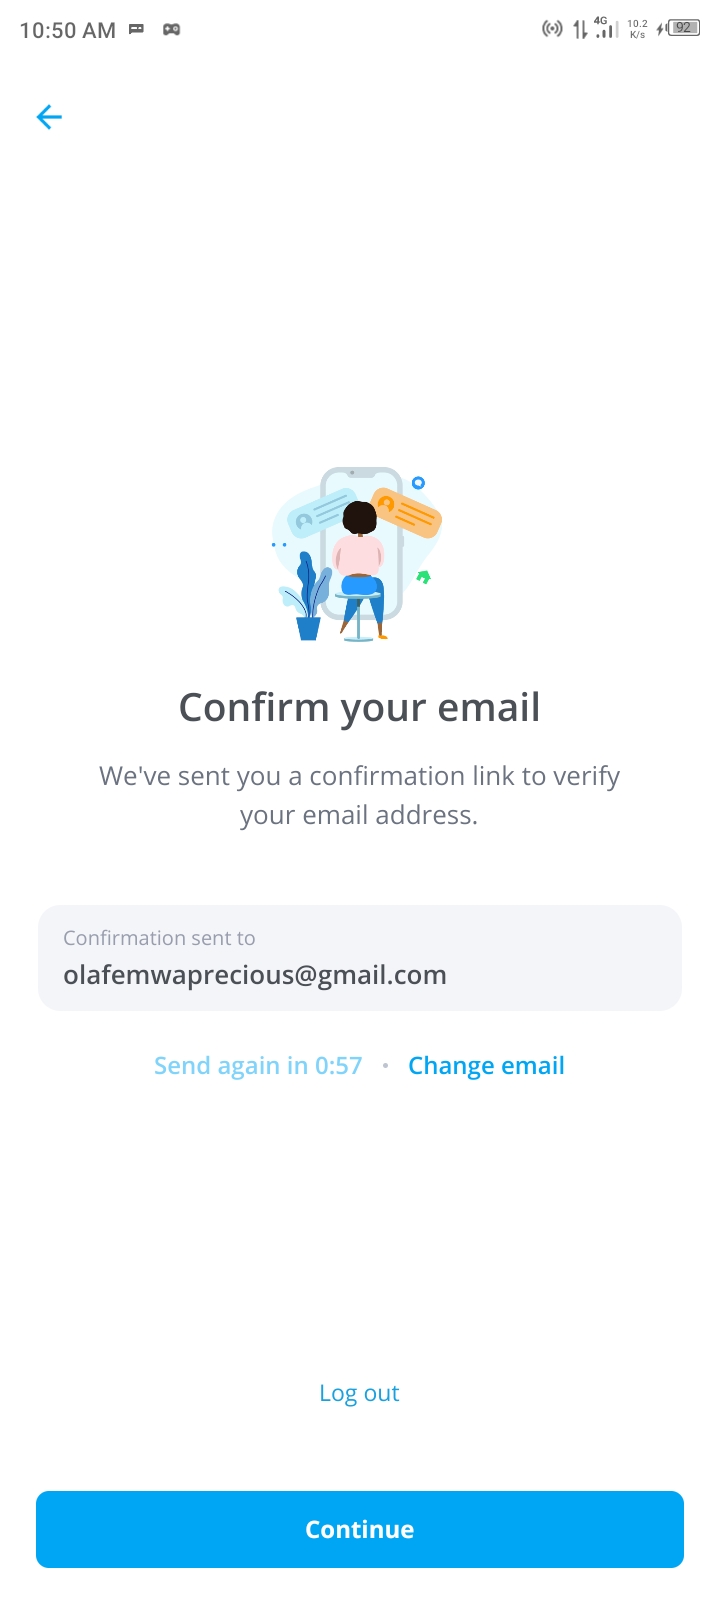 10:50 AM
4G
10.2
K/s
92
Confirm your email
We've sent you a confirmation link to verify
your email address.
Confirmation sent to
olafemwaprecious@gmail.com
Send again in 0:57 • Change email
Log out
Continue